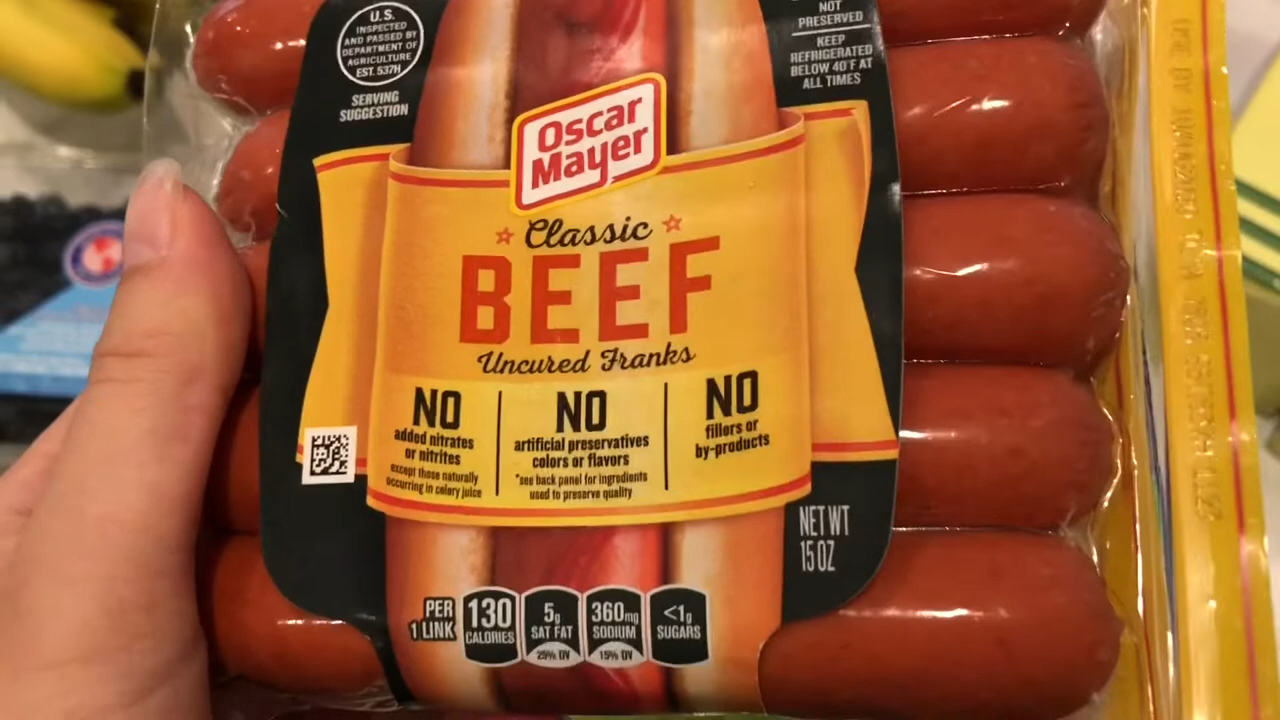 U.S.
INSPECTED
AND PASSED BY
DEPARTMENT OF
AGRICULTURE
EST. 537H
SERVING
SUGGESTION
NOT
PRESERVED
KEEP
REFRIGERATED
BELOW 40°F AT
ALL TIMES
Oscar
Mayer
Classic
BEEF
Uncured Franks
NO
added nitrates
or nitrites
except those naturally
occurring in celery juice
NO
artificial preservatives
colors or flavors
*see back panel for ingredients
used to preserve quality
NO
fillers or
by-products
NET WT
15 OZ
PER
1 LINK
130
CALORIES
5g
SAT FAT
25% DV
360mg
SODIUM
15% DV
<1g
SUGARS